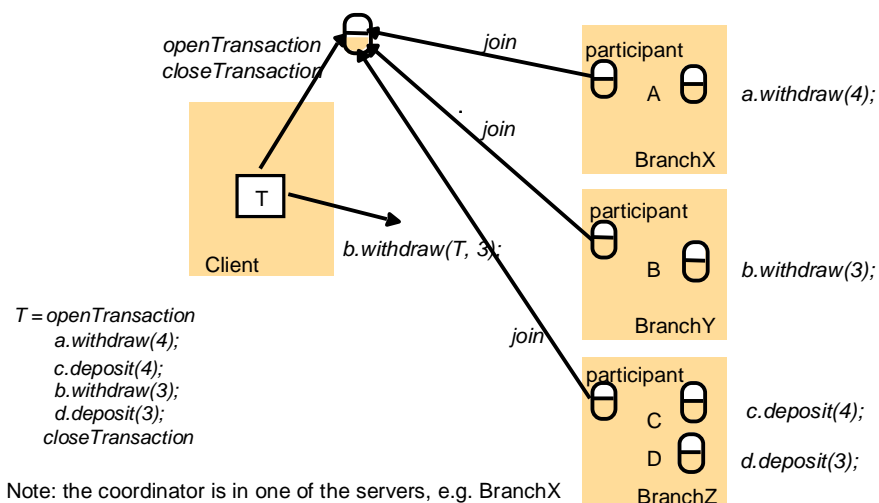 openTransaction
closeTransaction
join
participant
A
a.withdraw(4);
BranchX
join
T
Client
b.withdraw(T, 3);
participant
B
b.withdraw(3);
BranchY
join
T = openTransaction
a.withdraw(4);
c.deposit(4);
b.withdraw(3);
d.deposit(3);
closeTransaction
participant
C
c.deposit(4);
D
d.deposit(3);
BranchZ
Note: the coordinator is in one of the servers, e.g. BranchX